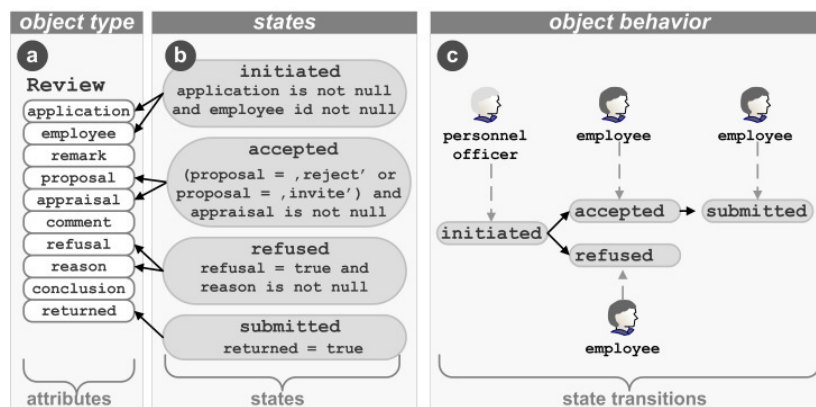 object type
a
Review
application
employee
remark
proposal
appraisal
comment
refusal
reason
conclusion
returned
attributes
states
b
initiated
application is not null
and employee id not null
accepted
(proposal = ‚reject’ or
proposal = ‚invite’) and
appraisal is not null
refused
refusal = true and
reason is not null
submitted
returned = true
states
object behavior
c
personnel
officer
employee
employee
initiated
accepted
submitted
refused
employee
state transitions